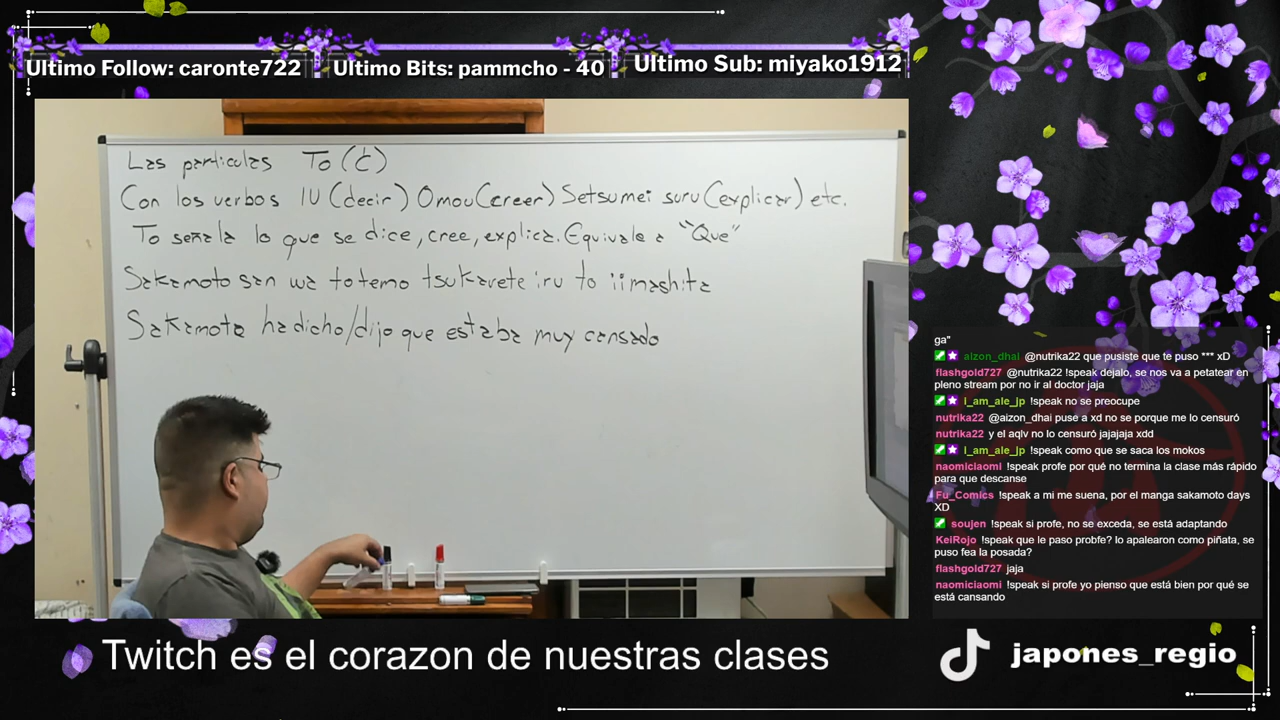 Ultimo Follow: caronte722
Ultimo Bits: pammcho - 40
Ultimo Sub: miyako1912
Las particulas To (と)
Con los verbos IU (decir) Omou (creer) Setsumei suru (explicar) etc.
To señala lo que se dice, cree, explica. Equivale a "Que"
Sakamoto san wa totemo tsukarete iru to iimashita
Sakamoto ha dicho/dijo que estaba muy cansado
ga"
aizon_dhai @nutrika22 que pusiste que te puso *** xD
flashgold727 @nutrika22 !speak dejalo, se nos va a petatear en
pleno stream por no ir al doctor jaja
i_am_ale_jp !speak no se preocupe
nutrika22 @aizon_dhai puse a xd no se porque me lo censuró
nutrika22 y el aqlv no lo censuró jajajaja xdd
i_am_ale_jp !speak como que se saca los mokos
naomiciaomi !speak profe por qué no termina la clase más rápido
para que descanse
Fu_Comics !speak a mi me suena, por el manga sakamoto days
XD
soujen !speak si profe, no se exceda, se está adaptando
KeiRojo !speak que le paso probfe? lo apalearon como piñata, se
puso fea la posada?
flashgold727 jaja
naomiciaomi !speak si profe yo pienso que está bien por qué se
está cansando
Twitch es el corazon de nuestras clases
japones_regio